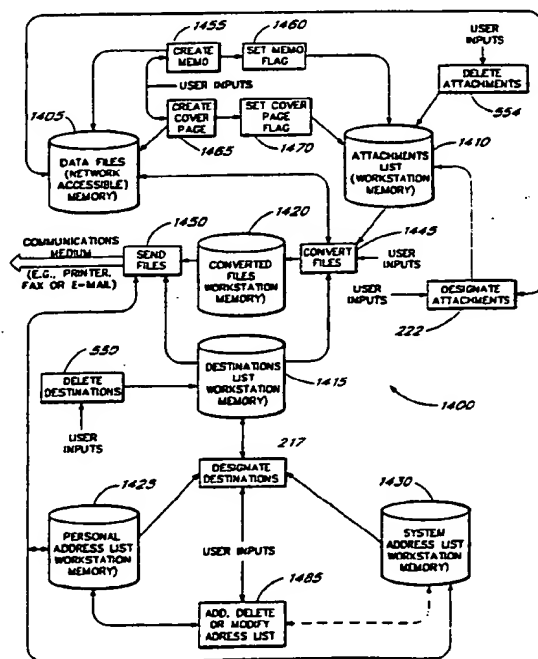 1455
1460
CREATE
MEMO
SET MEMO
FLAG
USER
INPUTS
DELETE
ATTACHMENTS
554
USER INPUTS
1405
CREATE
COVER
PAGE
SET COVER
PAGE FLAG
1465
1470
1410
DATA FILES
(NETWORK
ACCESSIBLE)
MEMORY)
ATTACHMENTS
LIST
(WORKSTATION
MEMORY)
1450
1420
1445
COMMUNICATIONS
MEDIUM
(E.G., PRINTER,
FAX OR E-MAIL)
SEND
FILES
CONVERTED
FILES
WORKSTATION
MEMORY)
CONVERT
FILES
USER
INPUTS
USER
INPUTS
DESIGNATE
ATTACHMENTS
222
550
DELETE
DESTINATIONS
USER
INPUTS
DESTINATIONS
LIST
WORKSTATION
MEMORY)
1415
1400
217
DESIGNATE
DESTINATIONS
1425
1430
PERSONAL
ADDRESS LIST
WORKSTATION
MEMORY)
USER INPUTS
SYSTEM
ADDRESS LIST
WORKSTATION
MEMORY)
1485
ADD, DELETE
OR MODIFY
ADRESS LIST